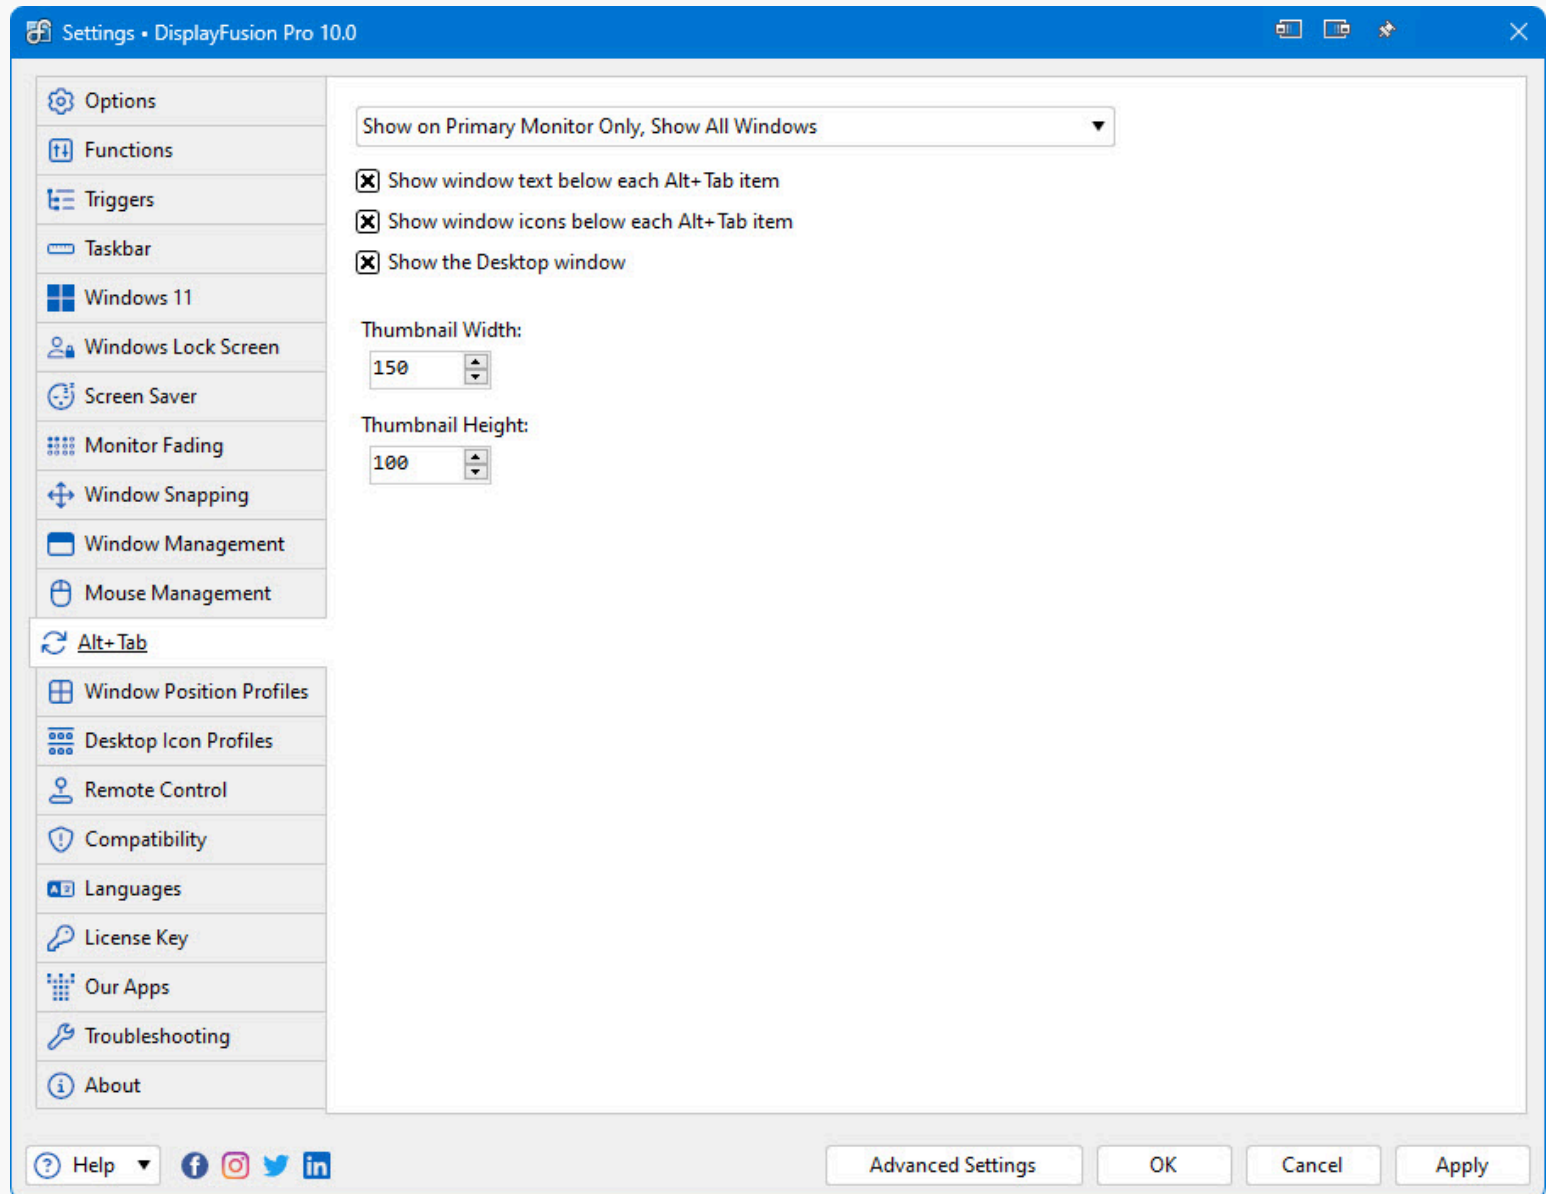 Settings • DisplayFusion Pro 10.0
Options
Functions
Triggers
Taskbar
Windows 11
Windows Lock Screen
Screen Saver
Monitor Fading
Window Snapping
Window Management
Mouse Management
Alt+Tab
Window Position Profiles
Desktop Icon Profiles
Remote Control
Compatibility
Languages
License Key
Our Apps
Troubleshooting
About
Show on Primary Monitor Only, Show All Windows
Show window text below each Alt+Tab item
Show window icons below each Alt+Tab item
Show the Desktop window
Thumbnail Width:
150
Thumbnail Height:
100
Help
Advanced Settings
OK
Cancel
Apply